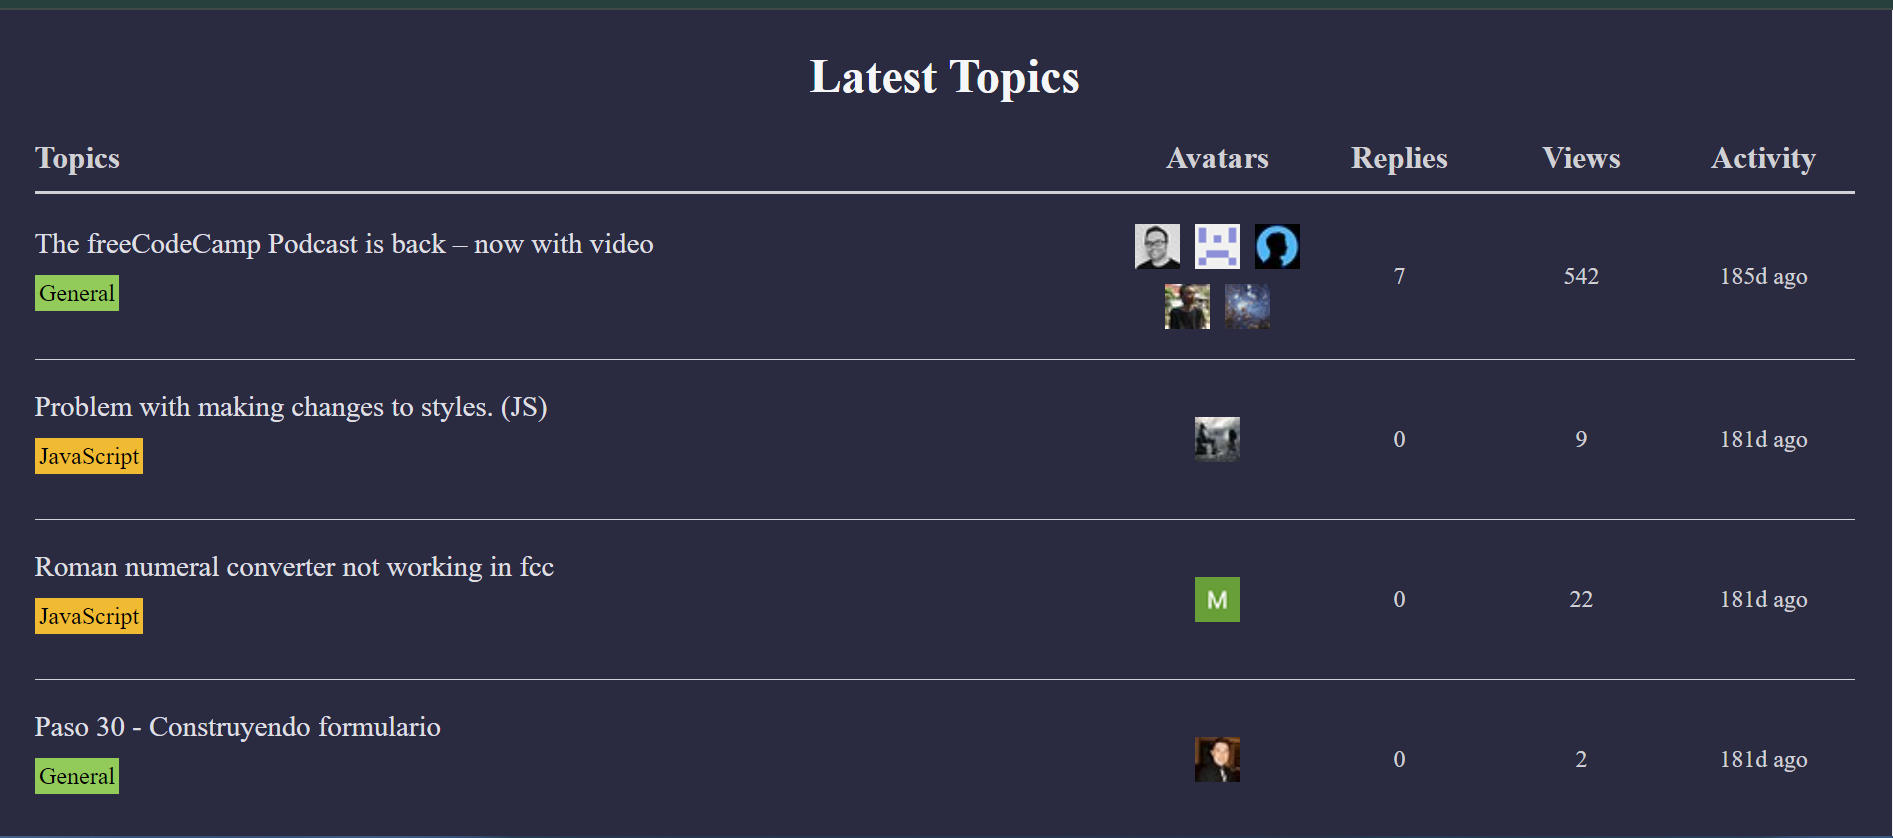 Latest Topics
Topics Avatars Replies Views Activity
The freeCodeCamp Podcast is back – now with video
General
7 542 185d ago
Problem with making changes to styles. (JS)
JavaScript
0 9 181d ago
Roman numeral converter not working in fcc
JavaScript
M
0 22 181d ago
Paso 30 - Construyendo formulario
General
0 2 181d ago